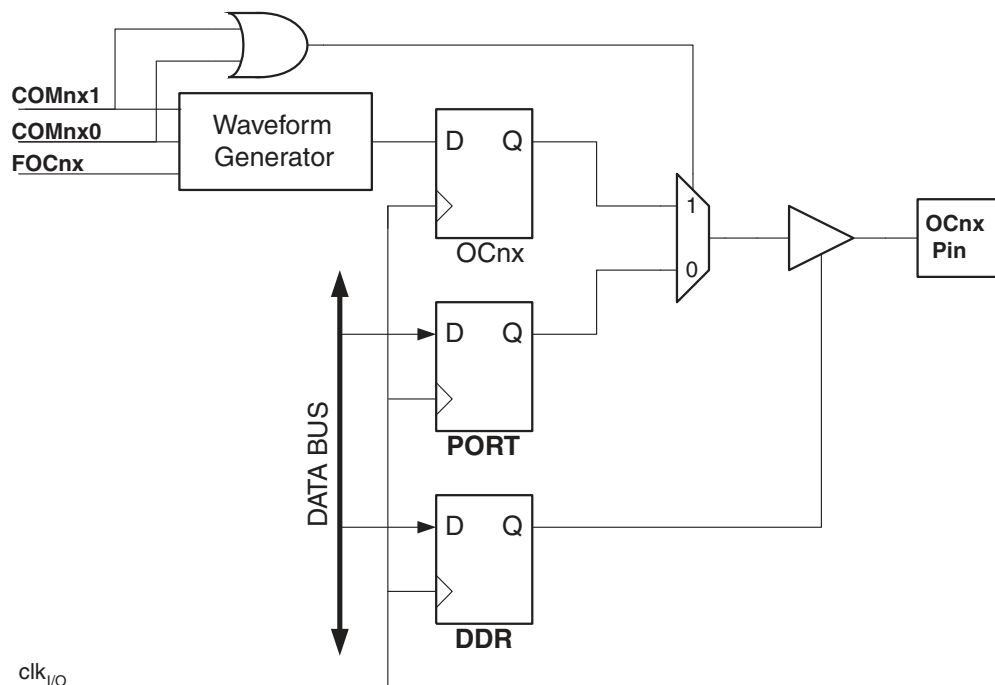 COMnx1
COMnx0
FOCnx
Waveform
Generator
D Q
OCnx
1
0
OCnx
Pin
D Q
PORT
DATA BUS
D Q
DDR
clkI/O